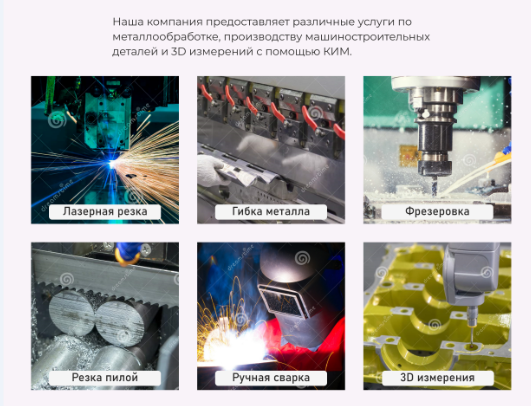 Наша компания предоставляет различные услуги по
металлообработке, производству машиностроительных
деталей и 3D измерений с помощью КИМ.
Лазерная резка
Гибка металла
Фрезеровка
Резка пилой
Ручная сварка
3D измерения